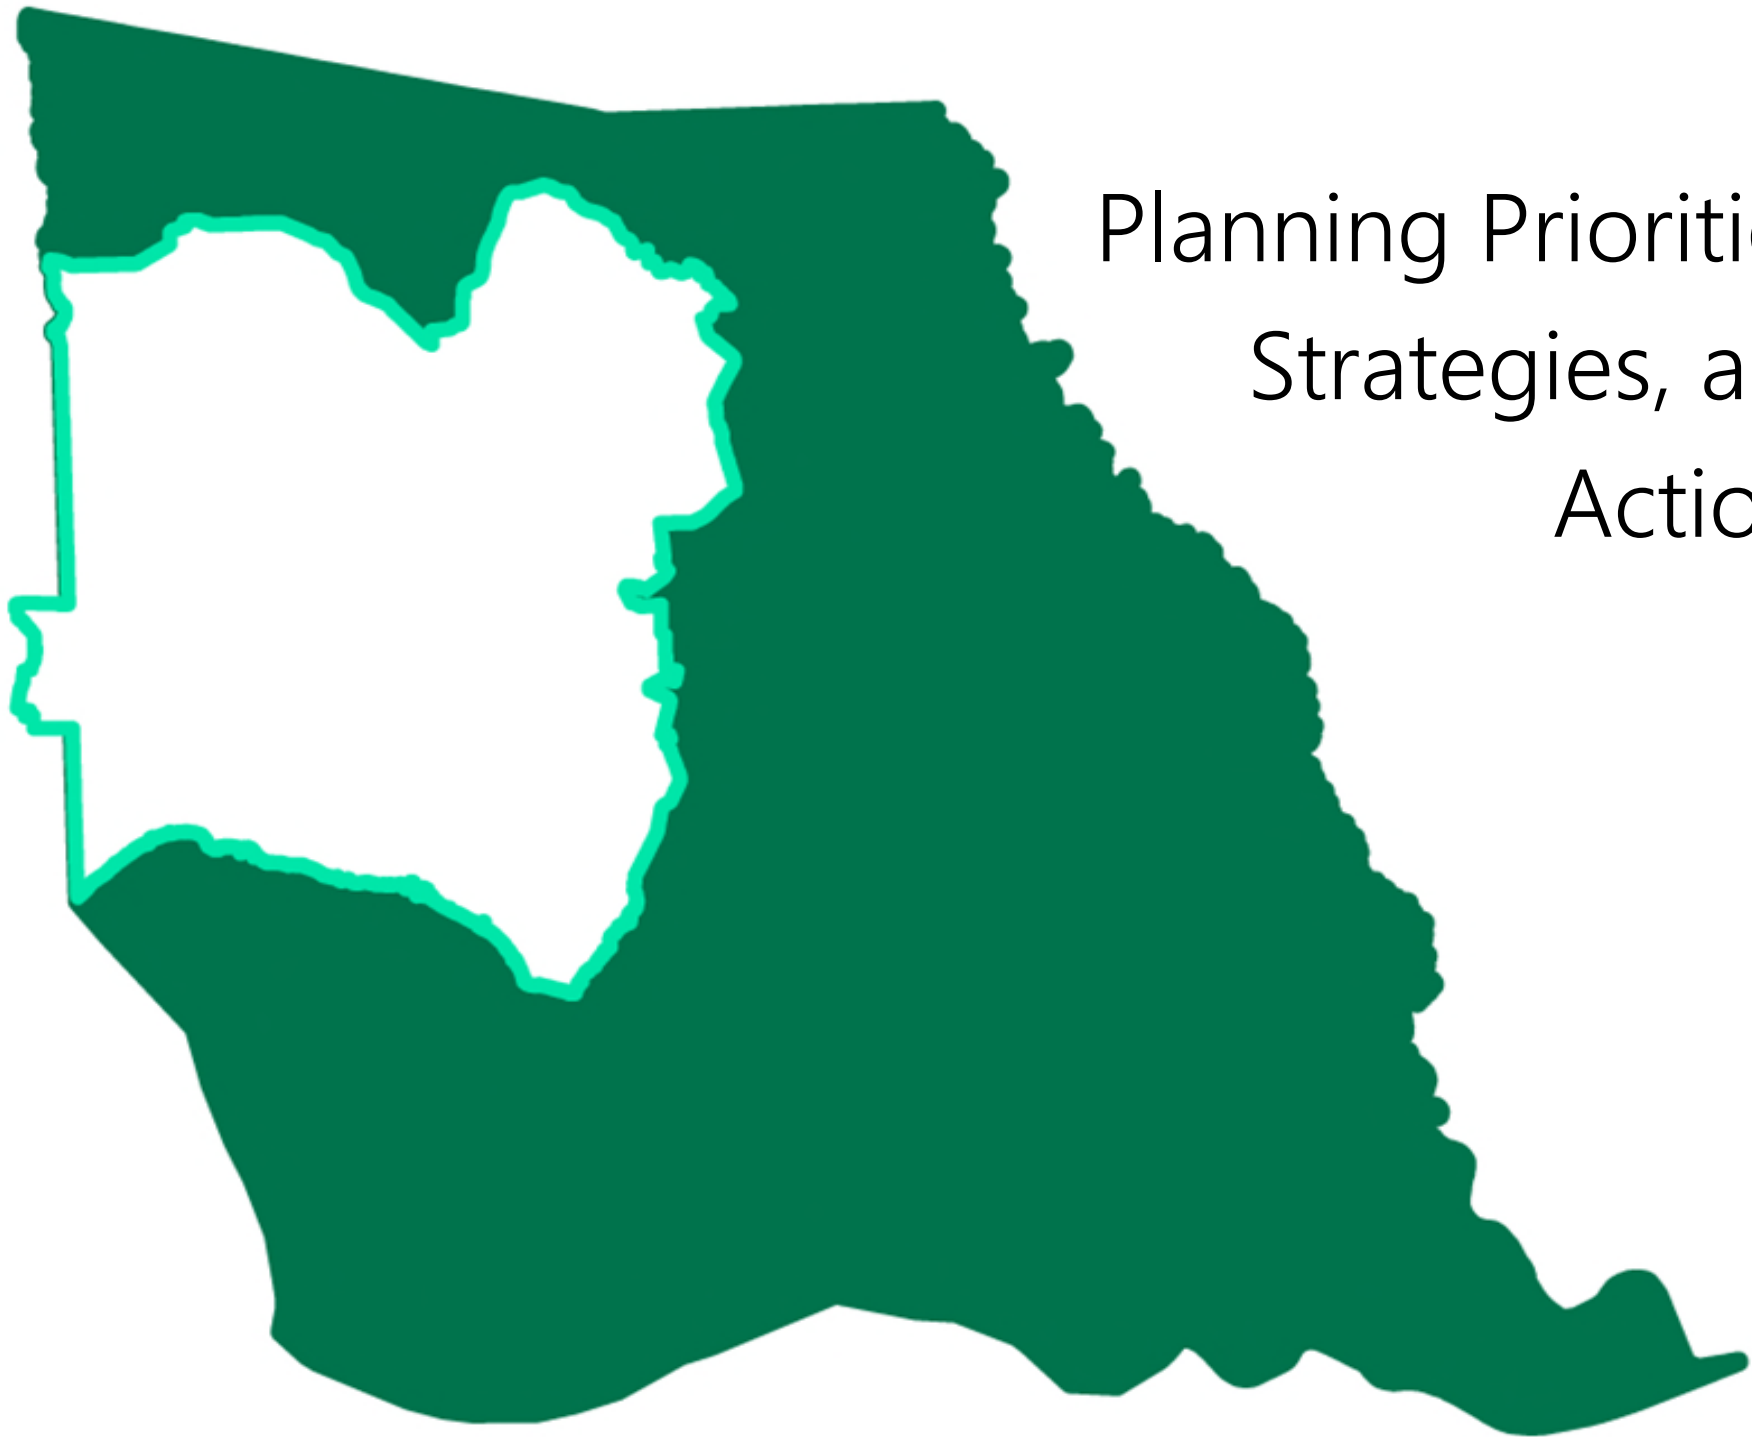 Planning Prioriti
Strategies, a
Actio